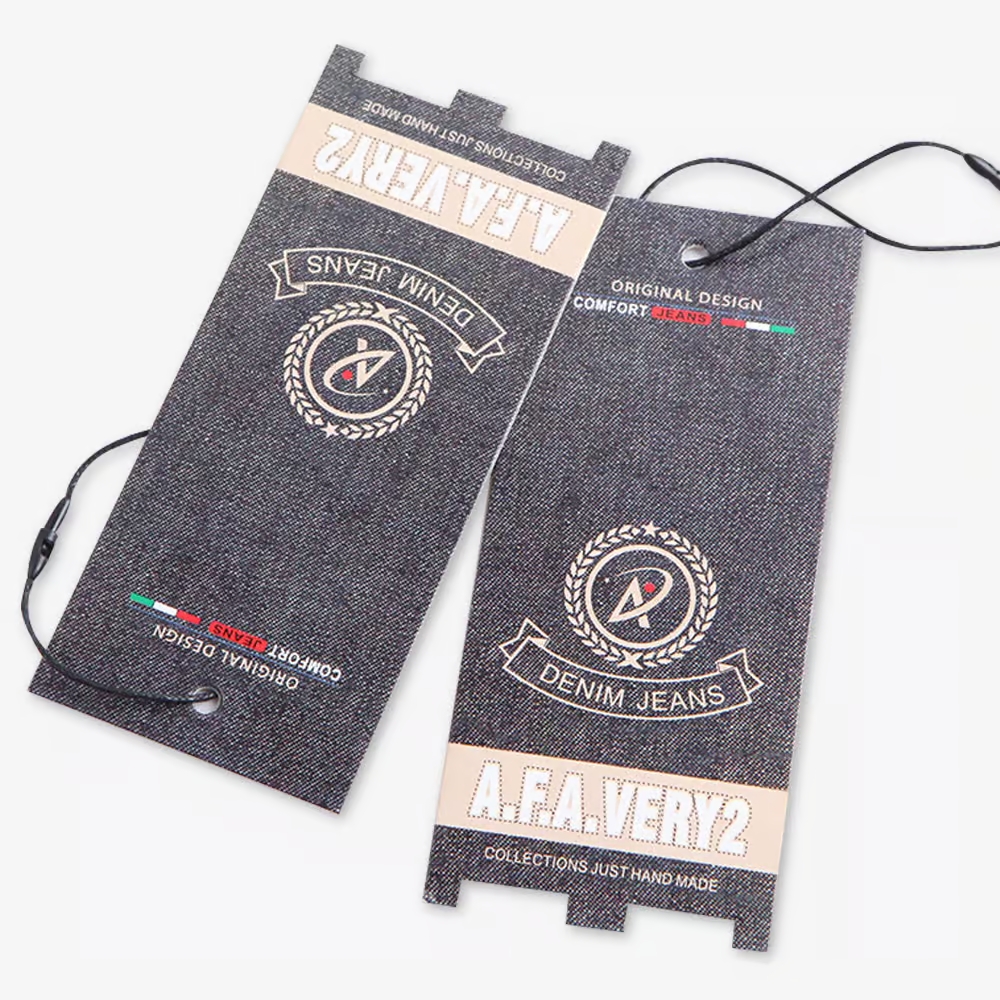 COLLECTIONS JUST HAND MADE
A.F.A.VERY2
DENIM JEANS
ORIGINAL DESIGN
COMFORT JEANS
ORIGINAL DESIGN
COMFORT JEANS
DENIM JEANS
A.F.A.VERY2
COLLECTIONS JUST HAND MADE